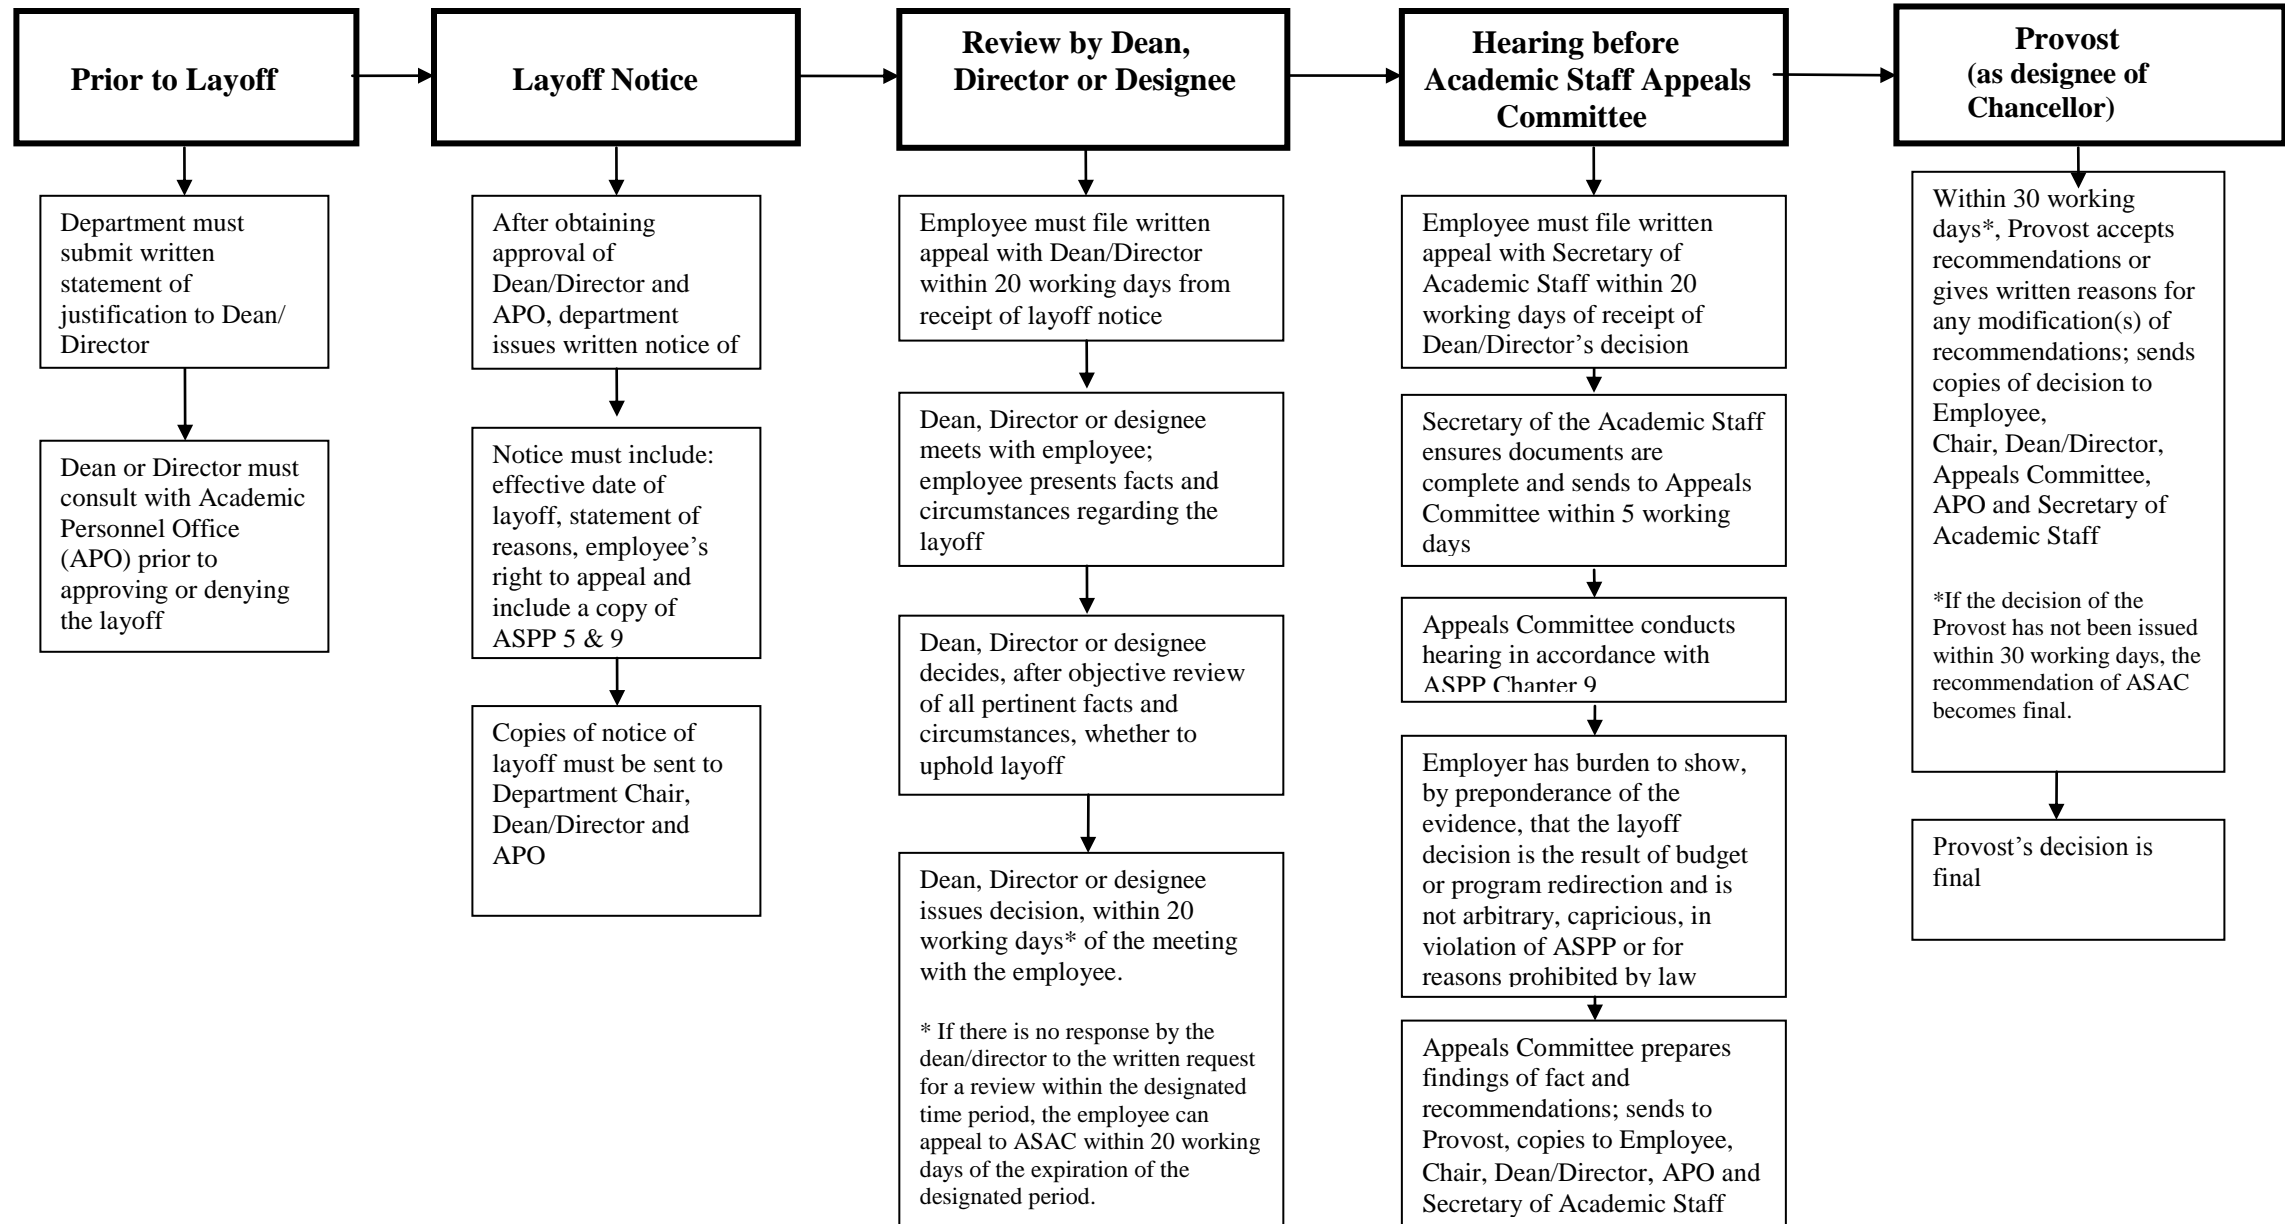 Prior to Layoff
Department must
submit written
statement of
justification to Dean/
Director
Dean or Director must
consult with Academic
Personnel Office
(APO) prior to
approving or denying
the layoff
Layoff Notice
After obtaining
approval of
Dean/Director and
APO, department
issues written notice of
Notice must include:
effective date of
layoff, statement of
reasons, employee’s
right to appeal and
include a copy of
ASPP 5 & 9
Copies of notice of
layoff must be sent to
Department Chair,
Dean/Director and
APO
Review by Dean,
Director or Designee
Employee must file written
appeal with Dean/Director
within 20 working days from
receipt of layoff notice
Dean, Director or designee
meets with employee;
employee presents facts and
circumstances regarding the
layoff
Dean, Director or designee
decides, after objective review
of all pertinent facts and
circumstances, whether to
uphold layoff
Dean, Director or designee
issues decision, within 20
working days* of the meeting
with the employee.
* If there is no response by the
dean/director to the written request
for a review within the designated
time period, the employee can
appeal to ASAC within 20 working
days of the expiration of the
designated period.
Hearing before
Academic Staff Appeals
Committee
Employee must file written
appeal with Secretary of
Academic Staff within 20
working days of receipt of
Dean/Director’s decision
Secretary of the Academic Staff
ensures documents are
complete and sends to Appeals
Committee within 5 working
days
Appeals Committee conducts
hearing in accordance with
ASPP Chapter 9
Employer has burden to show,
by preponderance of the
evidence, that the layoff
decision is the result of budget
or program redirection and is
not arbitrary, capricious, in
violation of ASPP or for
reasons prohibited by law
Appeals Committee prepares
findings of fact and
recommendations; sends to
Provost, copies to Employee,
Chair, Dean/Director, APO and
Secretary of Academic Staff
Provost
(as designee of
Chancellor)
Within 30 working
days*, Provost accepts
recommendations or
gives written reasons for
any modification(s) of
recommendations; sends
copies of decision to
Employee,
Chair, Dean/Director,
Appeals Committee,
APO and Secretary of
Academic Staff
*If the decision of the
Provost has not been issued
within 30 working days, the
recommendation of ASAC
becomes final.
Provost’s decision is
final